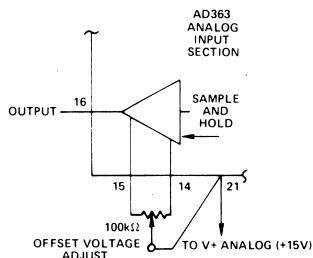 AD363
ANALOG
INPUT
SECTION
16
OUTPUT
SAMPLE
AND
HOLD
15
14
21
100kΩ
OFFSET VOLTAGE
ADJUST
TO V+ ANALOG (+15V)